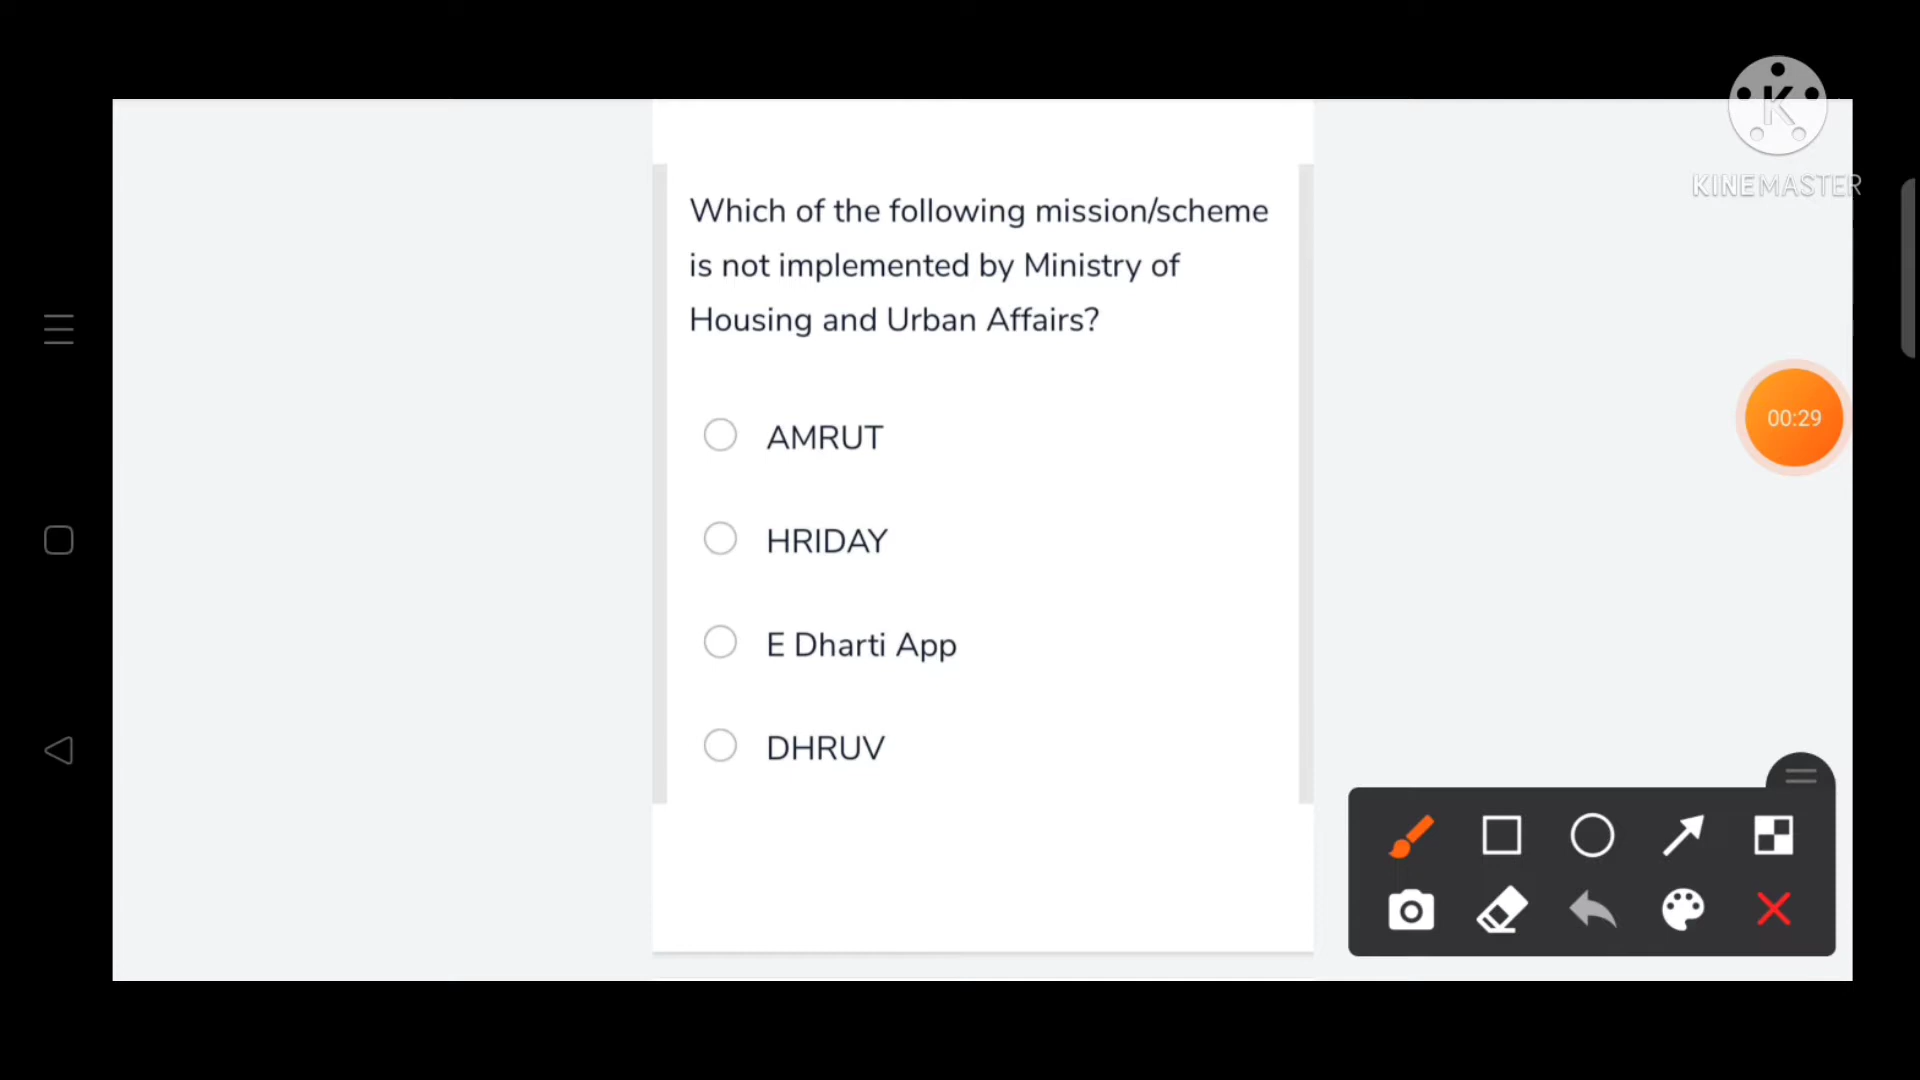 K
KINEMASTER
Which of the following mission/scheme
is not implemented by Ministry of
Housing and Urban Affairs?
AMRUT
HRIDAY
E Dharti App
DHRUV
00:29